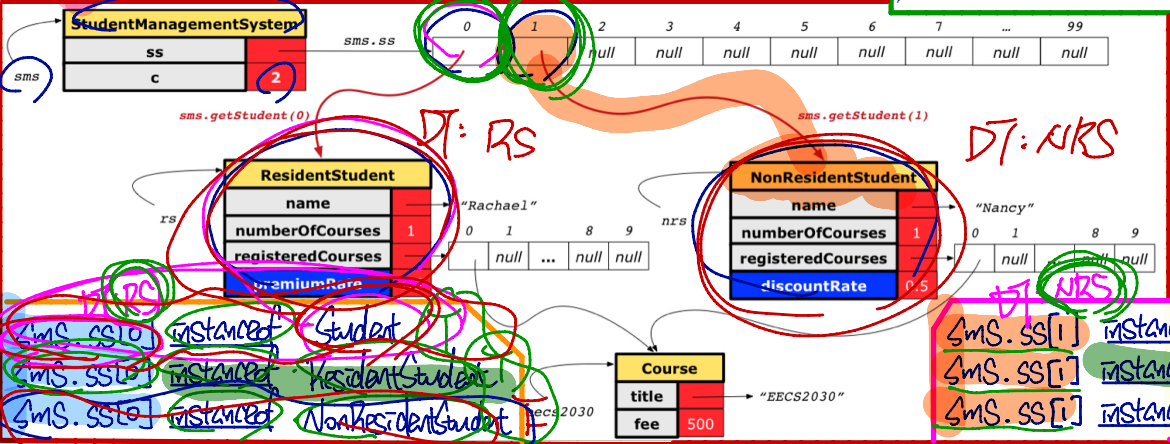 StudentManagementSystem
ss
c 2
sms
sms.ss
0 1 2 3 4 5 6 7 … 99
null null null null null null null null
sms.getStudent(0)
sms.getStudent(1)
DT: RS
DT: NRS
ResidentStudent
name
numberOfCourses 1
registeredCourses
premiumRate
rs
"Rachael"
0 1 8 9
null … null null
NonResidentStudent
name
numberOfCourses 1
registeredCourses
discountRate 0.5
nrs
"Nancy"
0 1 8 9
null null null
DT RS
DT NRS
sms.ss[0] instanceof Student
sms.ss[0] instanceof ResidentStudent
sms.ss[0] instanceof NonResidentStudent
sms.ss[1]
sms.ss[1]
sms.ss[1]
eecs2030
Course
title
fee 500
"EECS2030"